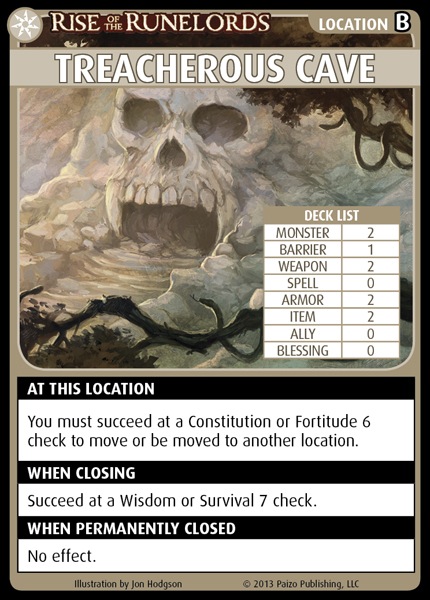 RISE OF THE RUNELORDS LOCATION B
TREACHEROUS CAVE
DECK LIST
MONSTER 2
BARRIER 1
WEAPON 2
SPELL 0
ARMOR 2
ITEM 2
ALLY 0
BLESSING 0
AT THIS LOCATION
You must succeed at a Constitution or Fortitude 6
check to move or be moved to another location.
WHEN CLOSING
Succeed at a Wisdom or Survival 7 check.
WHEN PERMANENTLY CLOSED
No effect.
Illustration by Jon Hodgson © 2013 Paizo Publishing, LLC